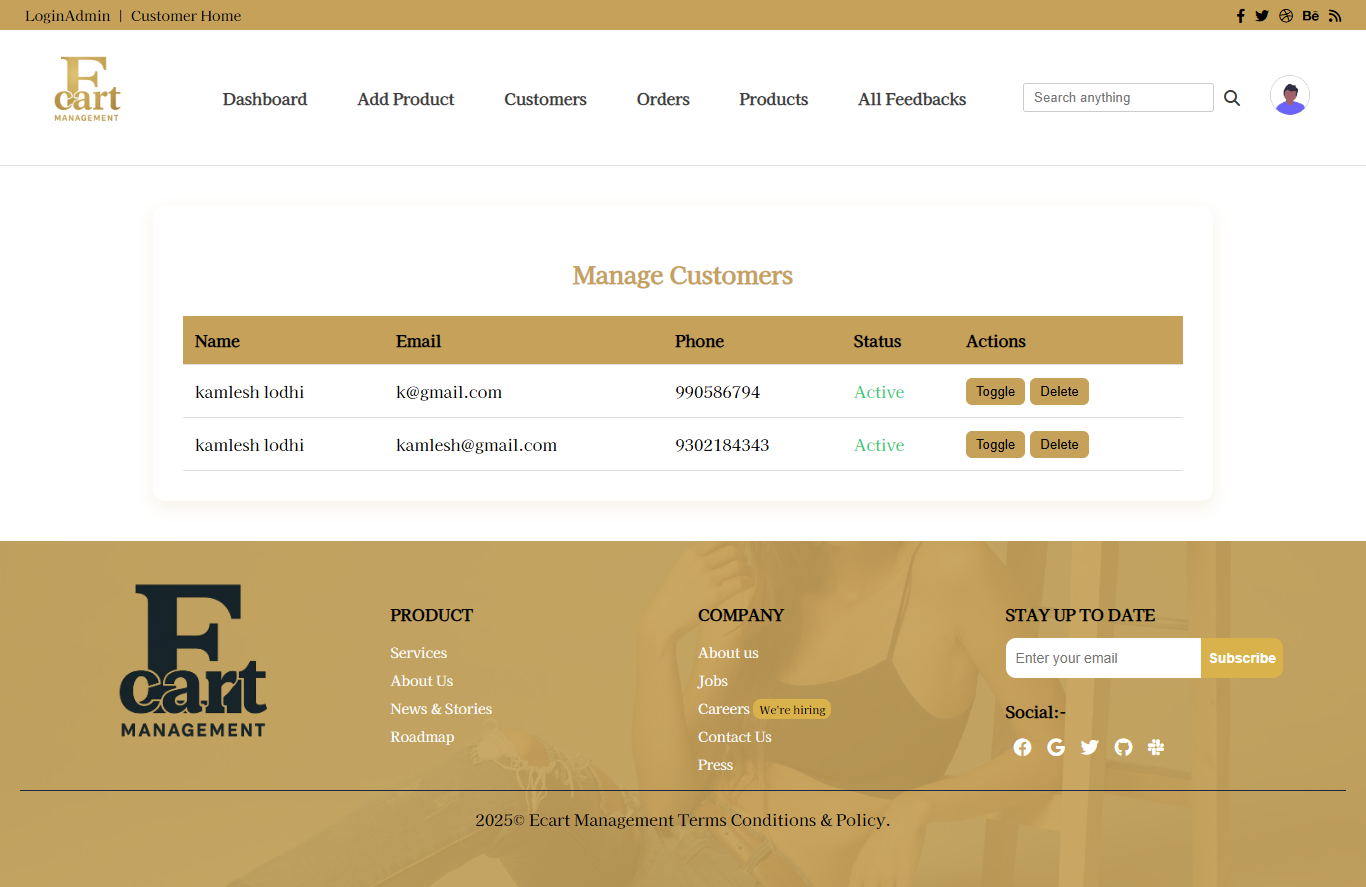 LoginAdmin | Customer Home
Bē
E
cart
MANAGEMENT
Dashboard Add Product Customers Orders Products All Feedbacks
Search anything
Manage Customers
Name Email Phone Status Actions
kamlesh lodhi k@gmail.com 990586794 Active Toggle Delete
kamlesh lodhi kamlesh@gmail.com 9302184343 Active Toggle Delete
E
cart
MANAGEMENT
PRODUCT
Services
About Us
News & Stories
Roadmap
COMPANY
About us
Jobs
Careers We're hiring
Contact Us
Press
STAY UP TO DATE
Enter your email Subscribe
Social:-
2025© Ecart Management Terms Conditions & Policy.